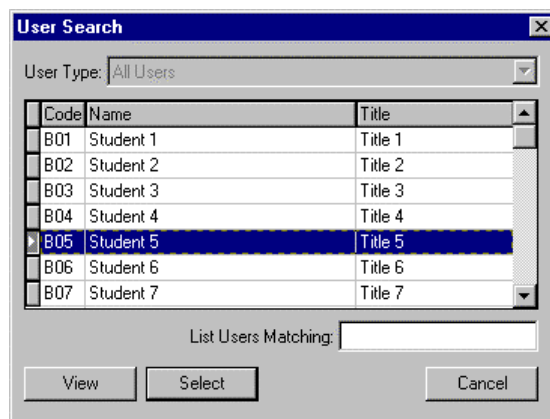 User Search
User Type: All Users
Code Name Title
B01 Student 1 Title 1
B02 Student 2 Title 2
B03 Student 3 Title 3
B04 Student 4 Title 4
B05 Student 5 Title 5
B06 Student 6 Title 6
B07 Student 7 Title 7
List Users Matching:
View Select Cancel